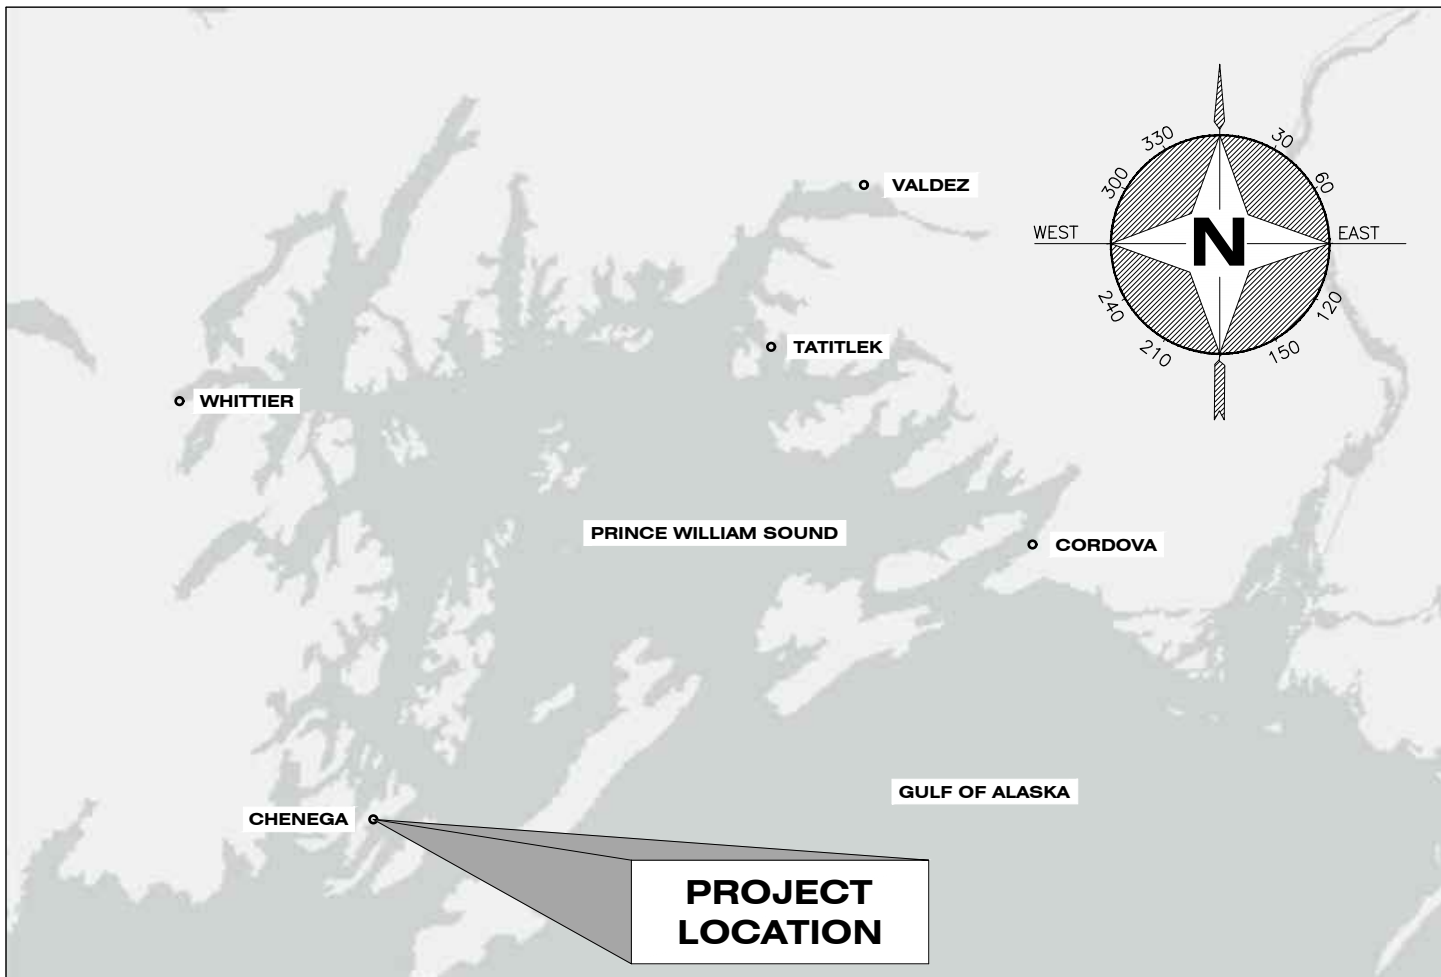 330
30
300
60
VALDEZ
WEST
N
EAST
240
120
210
150
TATITLEK
WHITTIER
PRINCE WILLIAM SOUND
CORDOVA
GULF OF ALASKA
CHENEGA
PROJECT
LOCATION